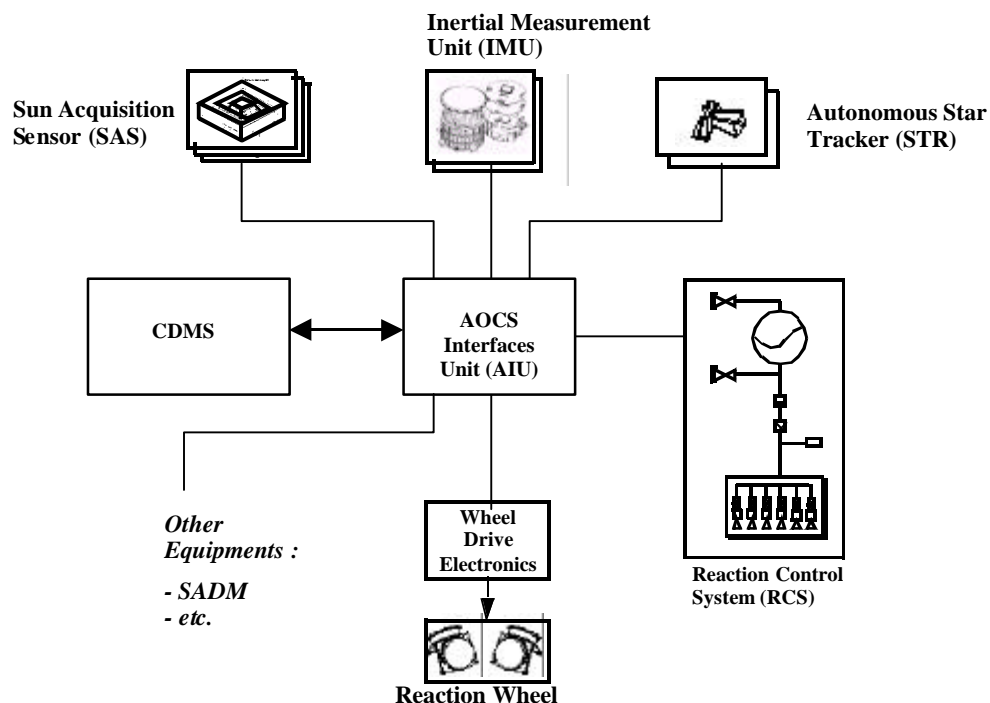 Inertial Measurement
Unit (IMU)
Sun Acquisition
Sensor (SAS)
Autonomous Star
Tracker (STR)
CDMS
AOCS
Interfaces
Unit (AIU)
Other
Equipments :
- SADM
- etc.
Wheel
Drive
Electronics
Reaction Control
System (RCS)
Reaction Wheel